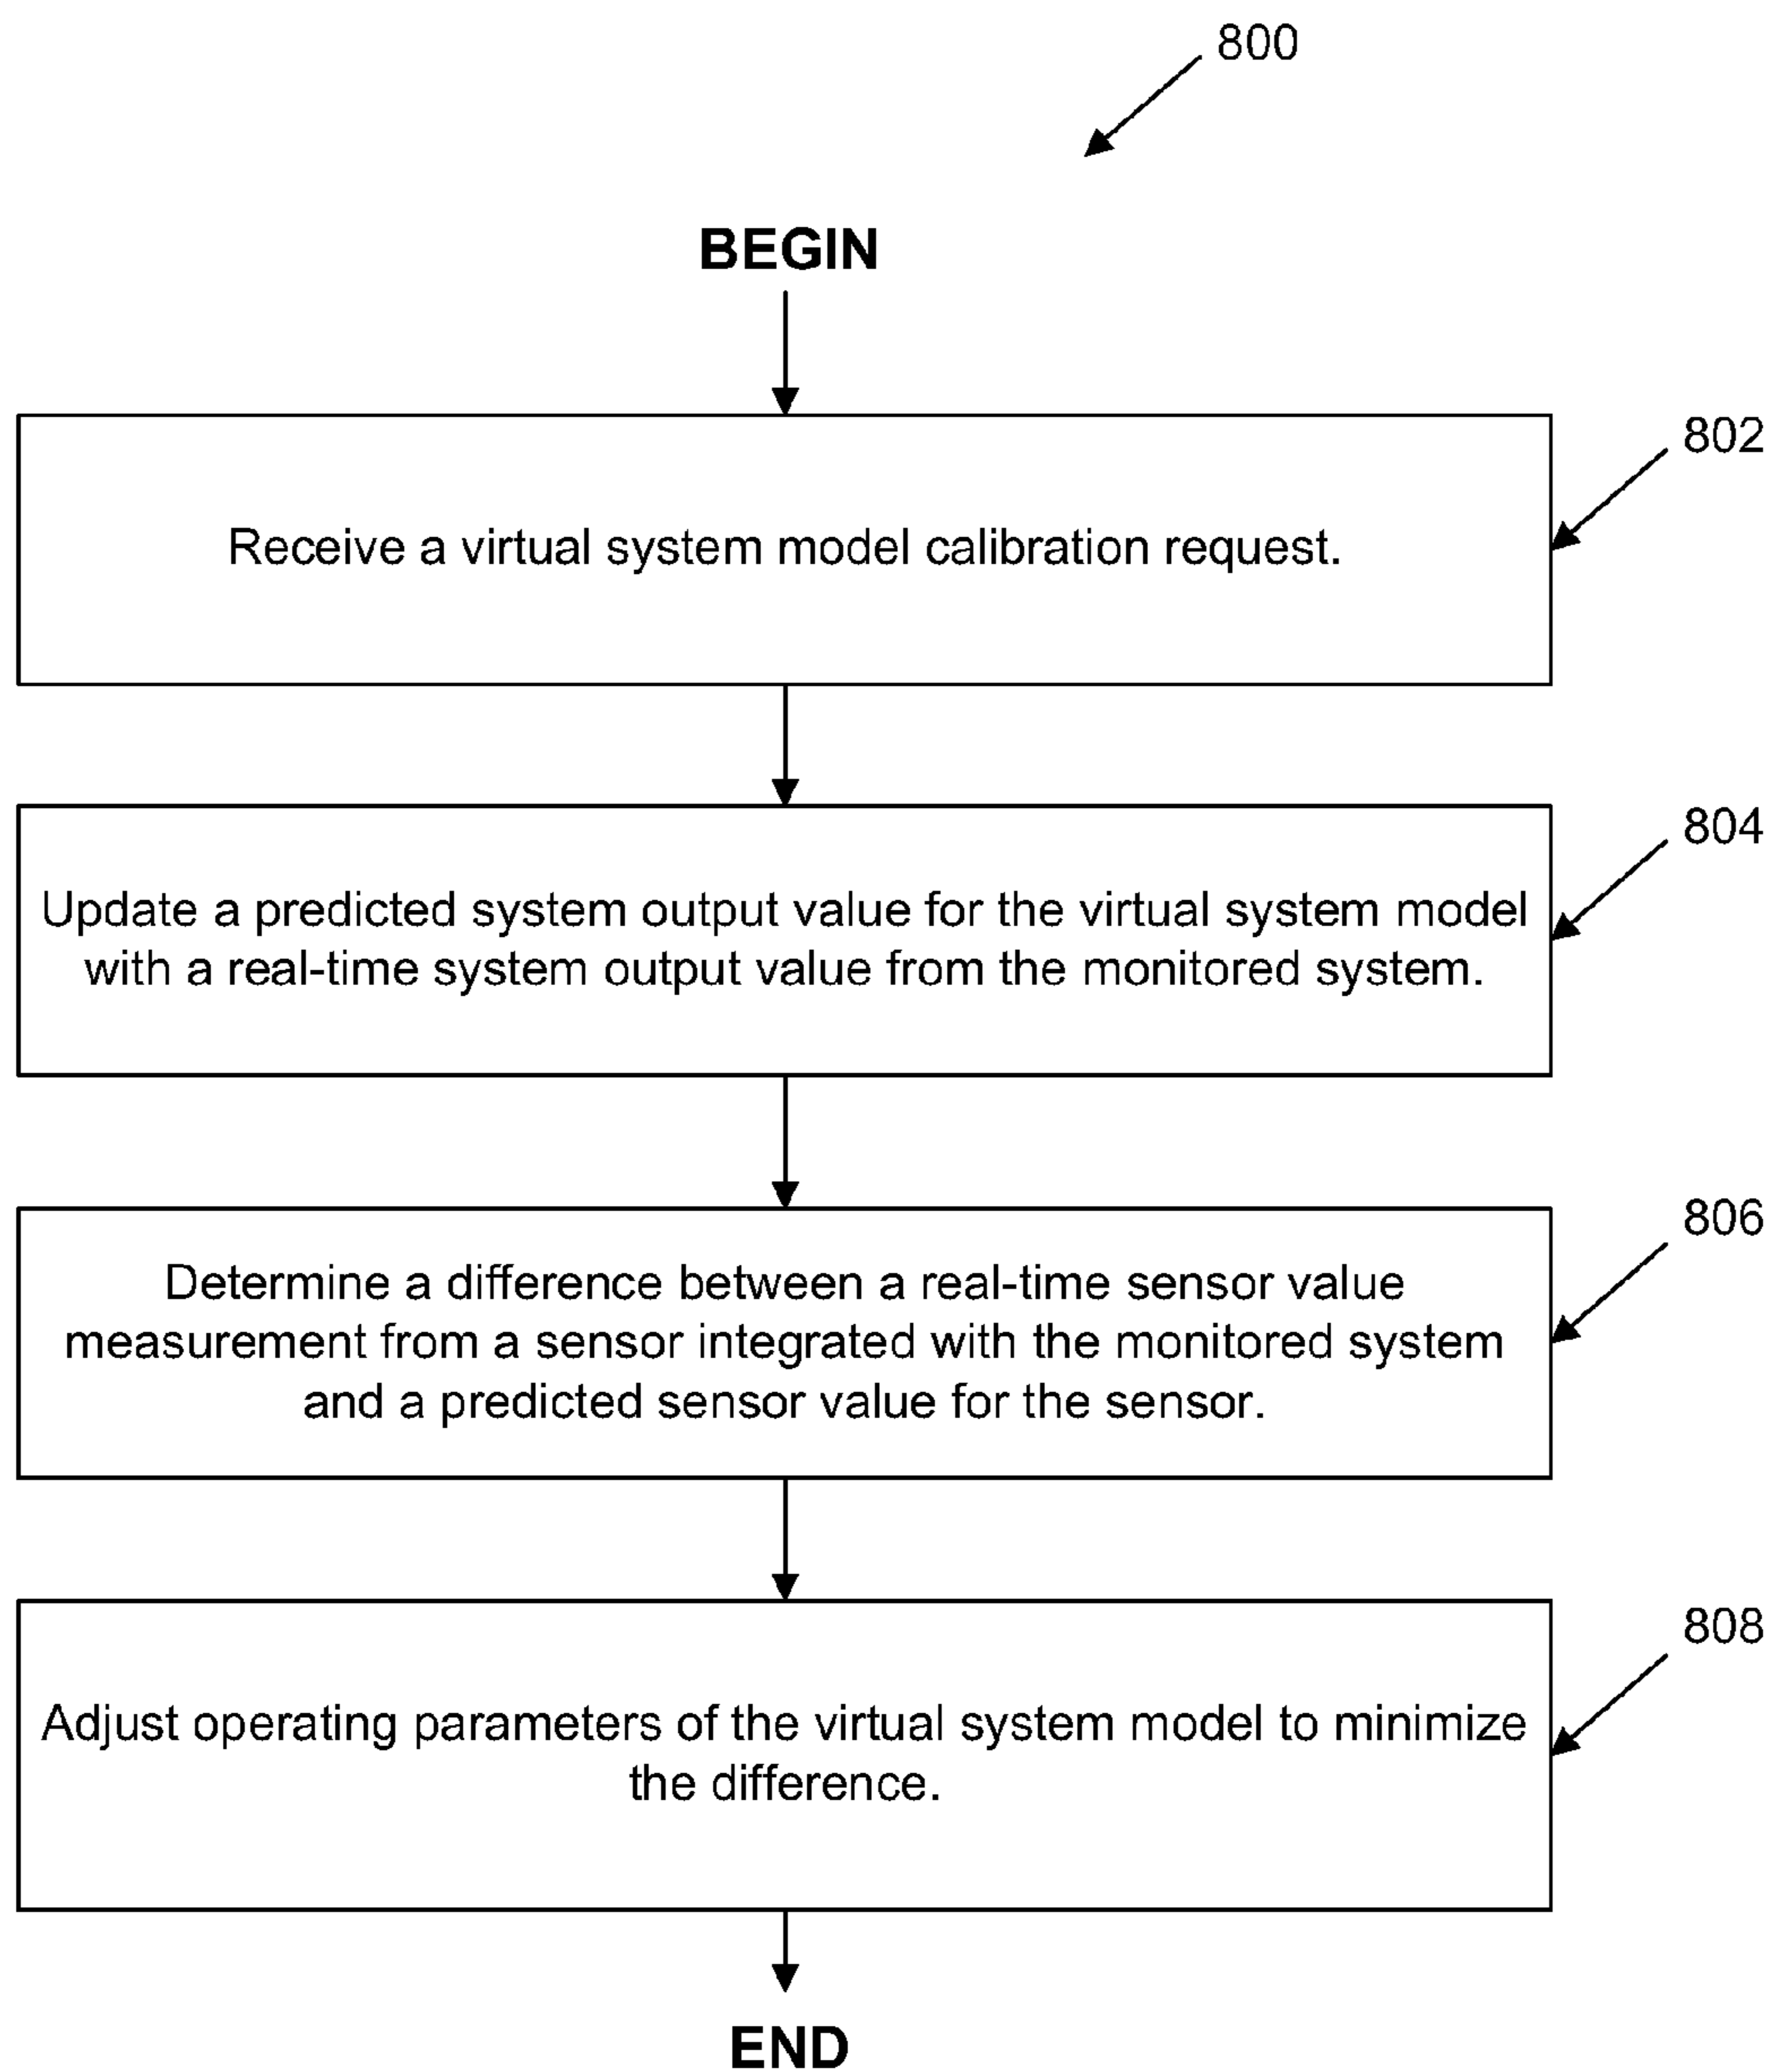 800
BEGIN
802
Receive a virtual system model calibration request.
804
Update a predicted system output value for the virtual system model
with a real-time system output value from the monitored system.
806
Determine a difference between a real-time sensor value
measurement from a sensor integrated with the monitored system
and a predicted sensor value for the sensor.
808
Adjust operating parameters of the virtual system model to minimize
the difference.
END